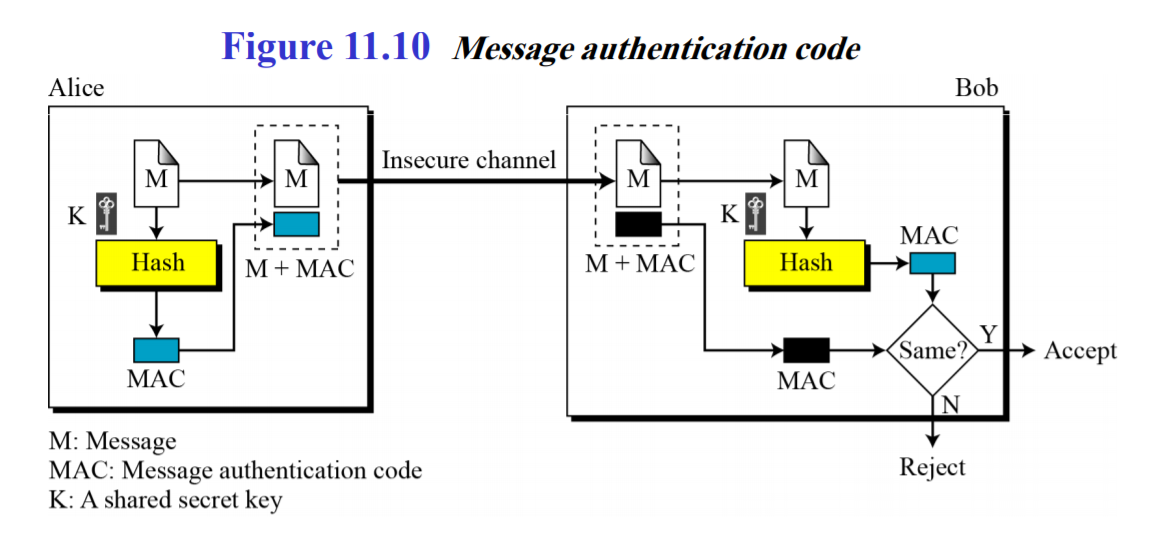 Figure 11.10 Message authentication code
Alice
Bob
M
M
Insecure channel
M
M
K
K
Hash
M + MAC
M + MAC
Hash
MAC
MAC
MAC
Same?
Y
Accept
N
Reject
M: Message
MAC: Message authentication code
K: A shared secret key